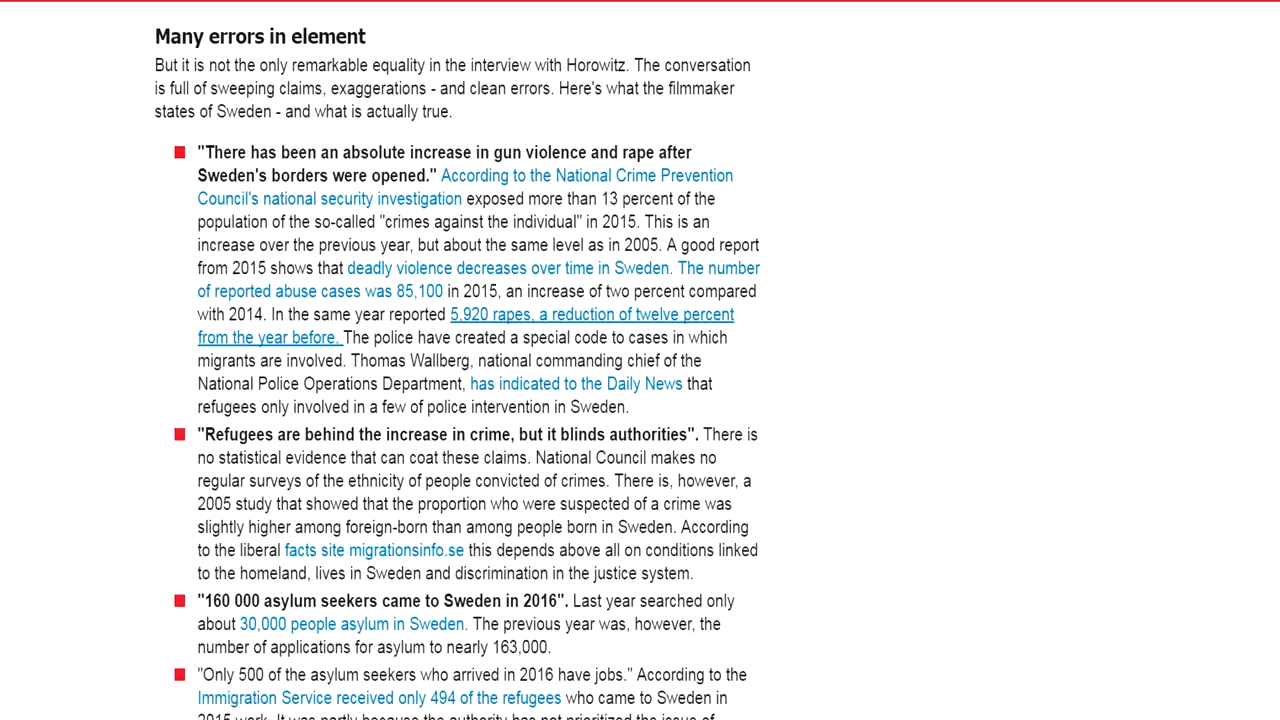 Many errors in element
But it is not the only remarkable equality in the interview with Horowitz. The conversation
is full of sweeping claims, exaggerations - and clean errors. Here's what the filmmaker
states of Sweden - and what is actually true.
"There has been an absolute increase in gun violence and rape after
Sweden's borders were opened." According to the National Crime Prevention
Council's national security investigation exposed more than 13 percent of the
population of the so-called "crimes against the individual" in 2015. This is an
increase over the previous year, but about the same level as in 2005. A good report
from 2015 shows that deadly violence decreases over time in Sweden. The number
of reported abuse cases was 85,100 in 2015, an increase of two percent compared
with 2014. In the same year reported 5,920 rapes, a reduction of twelve percent
from the year before. The police have created a special code to cases in which
migrants are involved. Thomas Wallberg, national commanding chief of the
National Police Operations Department, has indicated to the Daily News that
refugees only involved in a few of police intervention in Sweden.
"Refugees are behind the increase in crime, but it blinds authorities". There is
no statistical evidence that can coat these claims. National Council makes no
regular surveys of the ethnicity of people convicted of crimes. There is, however, a
2005 study that showed that the proportion who were suspected of a crime was
slightly higher among foreign-born than among people born in Sweden. According
to the liberal facts site migrationsinfo.se this depends above all on conditions linked
to the homeland, lives in Sweden and discrimination in the justice system.
"160 000 asylum seekers came to Sweden in 2016". Last year searched only
about 30,000 people asylum in Sweden. The previous year was, however, the
number of applications for asylum to nearly 163,000.
"Only 500 of the asylum seekers who arrived in 2016 have jobs." According to the
Immigration Service received only 494 of the refugees who came to Sweden in
2015 work. It was partly because the authority has not prioritized the issue of